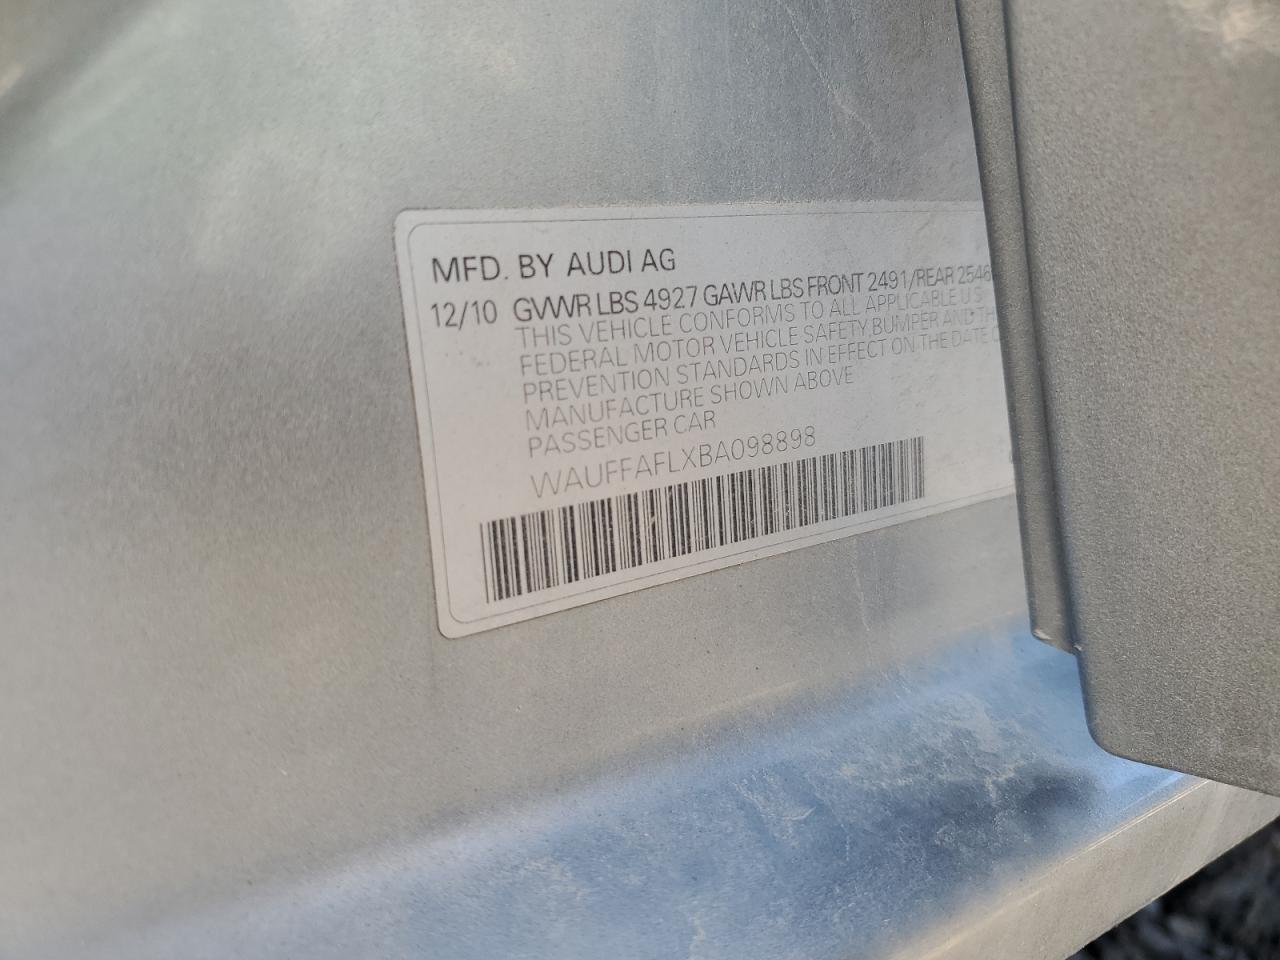 MFD. BY AUDI AG
12/10 GVWR LBS 4927 GAWR LBS FRONT 2491/REAR 2546
THIS VEHICLE CONFORMS TO ALL APPLICABLE U.S.
FEDERAL MOTOR VEHICLE SAFETY, BUMPER AND TH
PREVENTION STANDARDS IN EFFECT ON THE DATE
MANUFACTURE SHOWN ABOVE
PASSENGER CAR
WAUFFAFLXBA098898